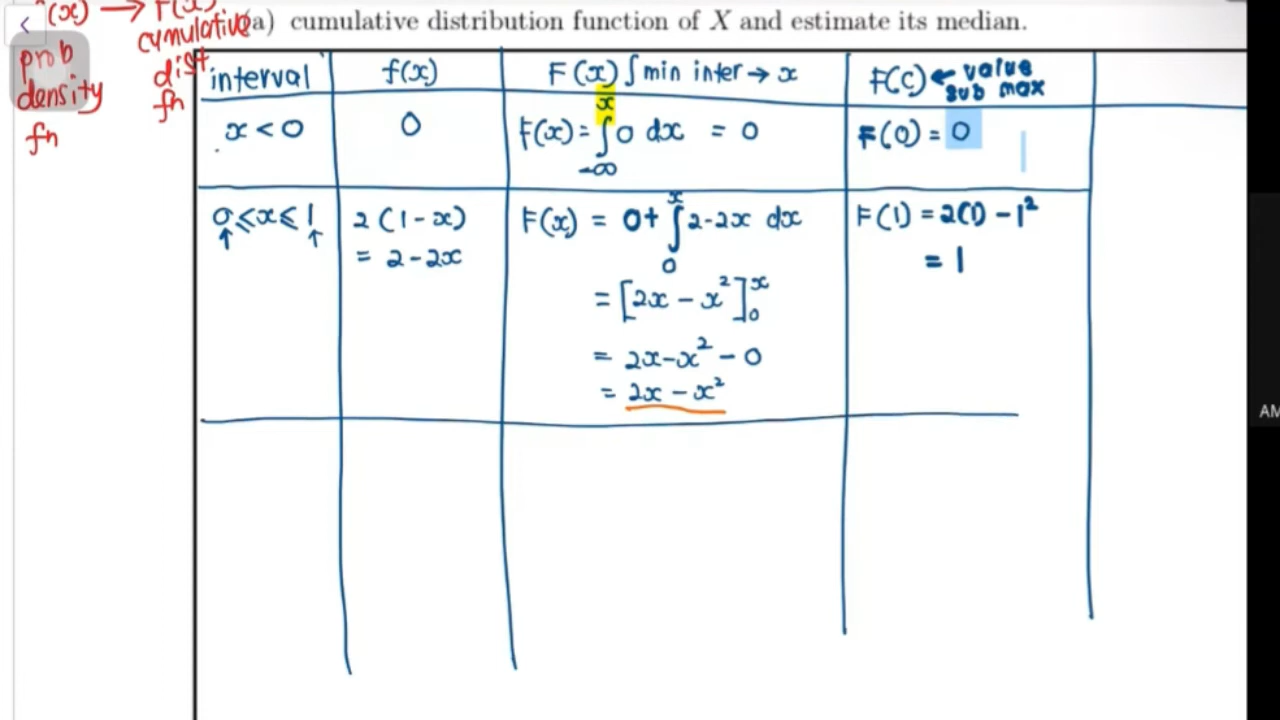 (x) → F(x)
prob density fn
cumulative dist. fn
(a) cumulative distribution function of X and estimate its median.
interval f(x) F(x) ∫ min inter → x F(c) ← value sub max
x < 0 0 F(x) = ∫_{-∞}^{x} 0 dx = 0 F(0) = 0
0 ≤ x ≤ 1 2(1-x) F(x) = 0 + ∫_{0}^{x} 2-2x dx F(1) = 2(1) - 1²
= 2-2x = 1
= [2x - x²]_{0}^{x}
= 2x - x² - 0
= 2x - x²
AM